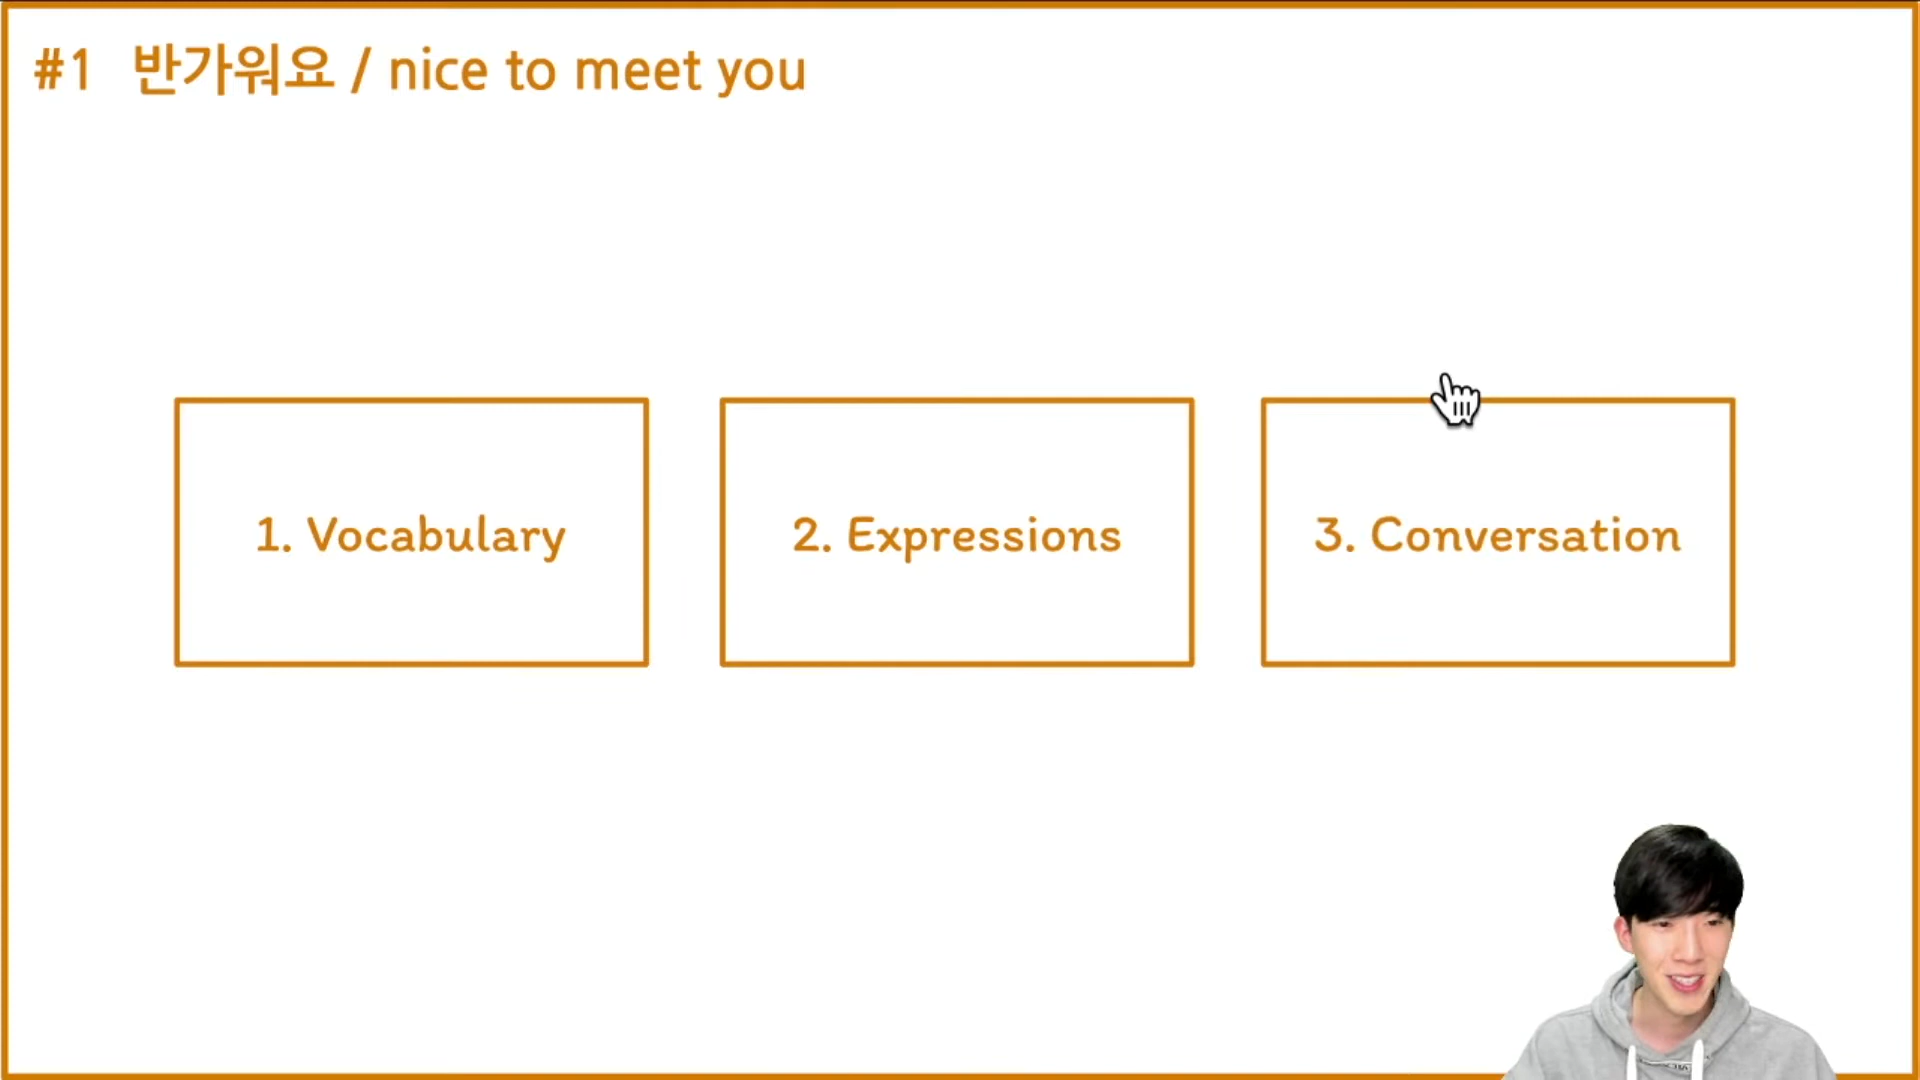 #1 반가워요 / nice to meet you
1. Vocabulary
2. Expressions
3. Conversation